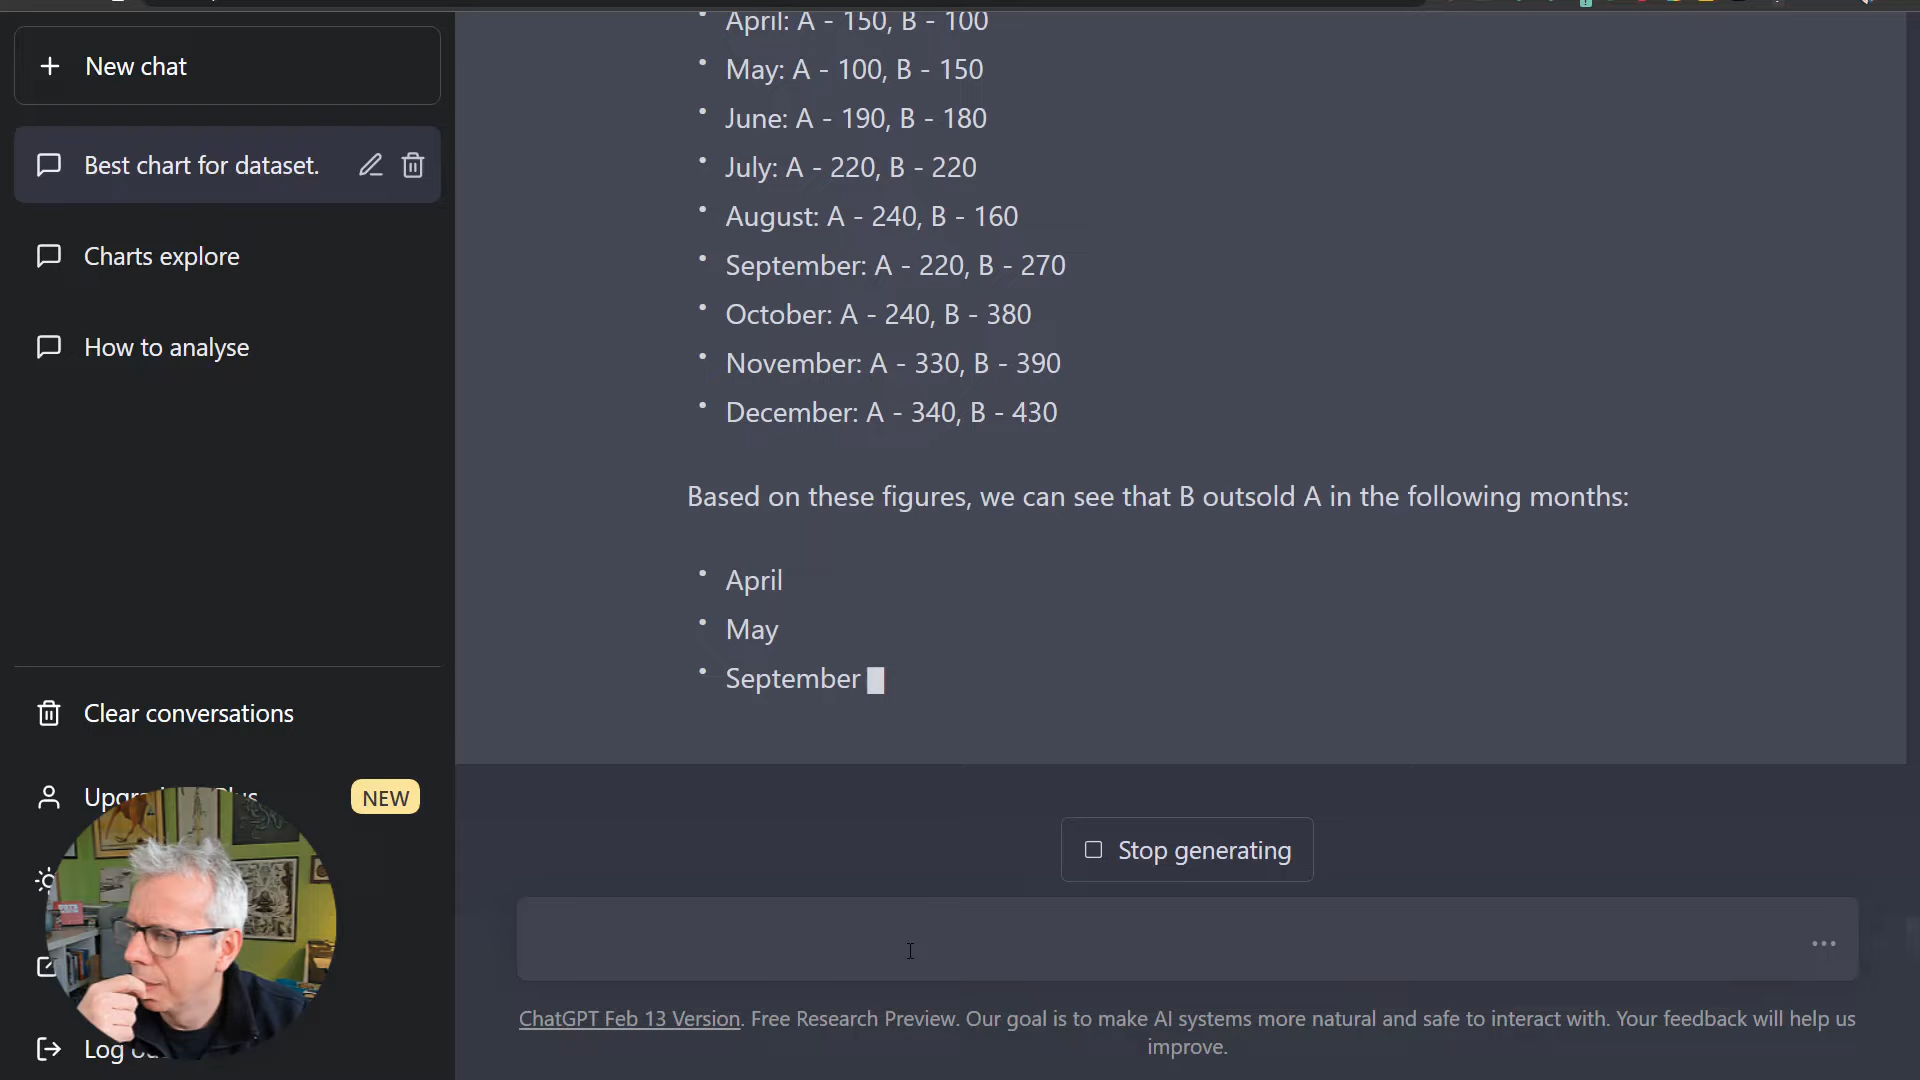 New chat
Best chart for dataset.
Charts explore
How to analyse
Clear conversations
NEW
April: A - 150, B - 100
May: A - 100, B - 150
June: A - 190, B - 180
July: A - 220, B - 220
August: A - 240, B - 160
September: A - 220, B - 270
October: A - 240, B - 380
November: A - 330, B - 390
December: A - 340, B - 430
Based on these figures, we can see that B outsold A in the following months:
April
May
September
Stop generating
ChatGPT Feb 13 Version. Free Research Preview. Our goal is to make AI systems more natural and safe to interact with. Your feedback will help us
improve.